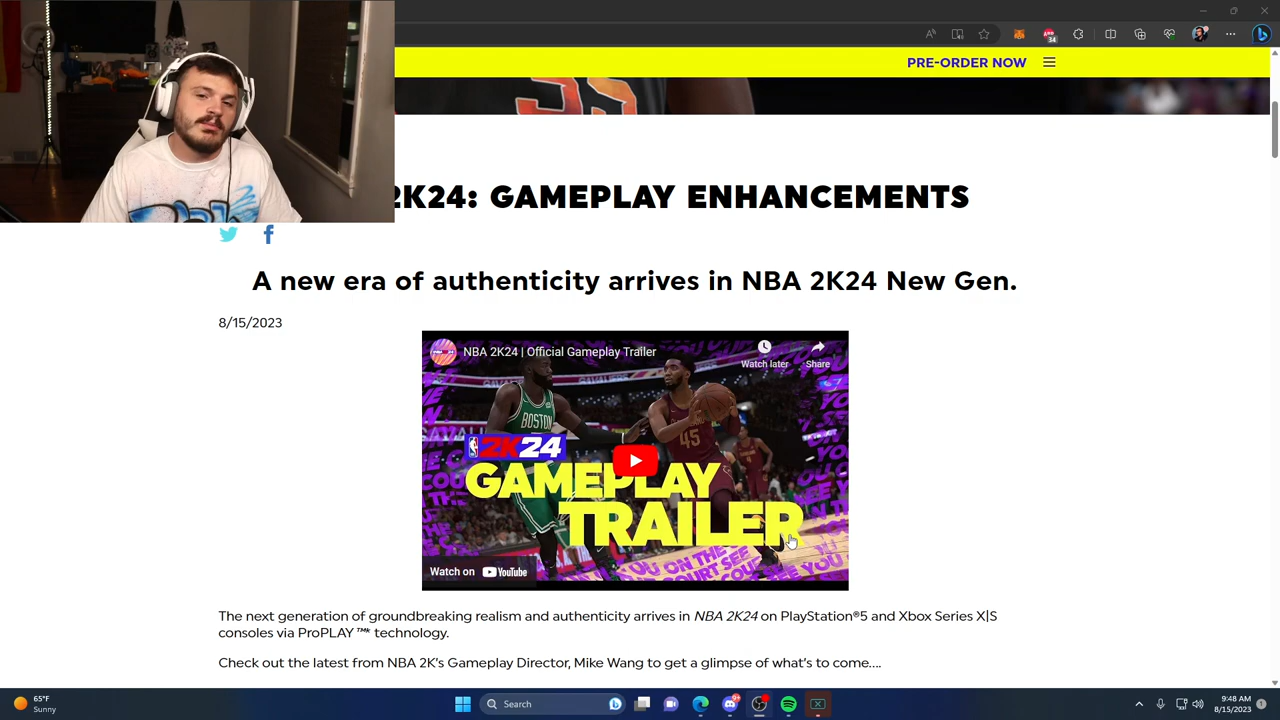 PRE-ORDER NOW
2K24: GAMEPLAY ENHANCEMENTS
A new era of authenticity arrives in NBA 2K24 New Gen.
8/15/2023
NBA 2K24 | Official Gameplay Trailer
Watch later
Share
BOSTON
45
2K24
GAMEPLAY
TRAILER
Watch on YouTube
The next generation of groundbreaking realism and authenticity arrives in NBA 2K24 on PlayStation®5 and Xbox Series X|S
consoles via ProPLAY™* technology.
Check out the latest from NBA 2K's Gameplay Director, Mike Wang to get a glimpse of what's to come....
65°F
Sunny
Search
9:48 AM
8/15/2023